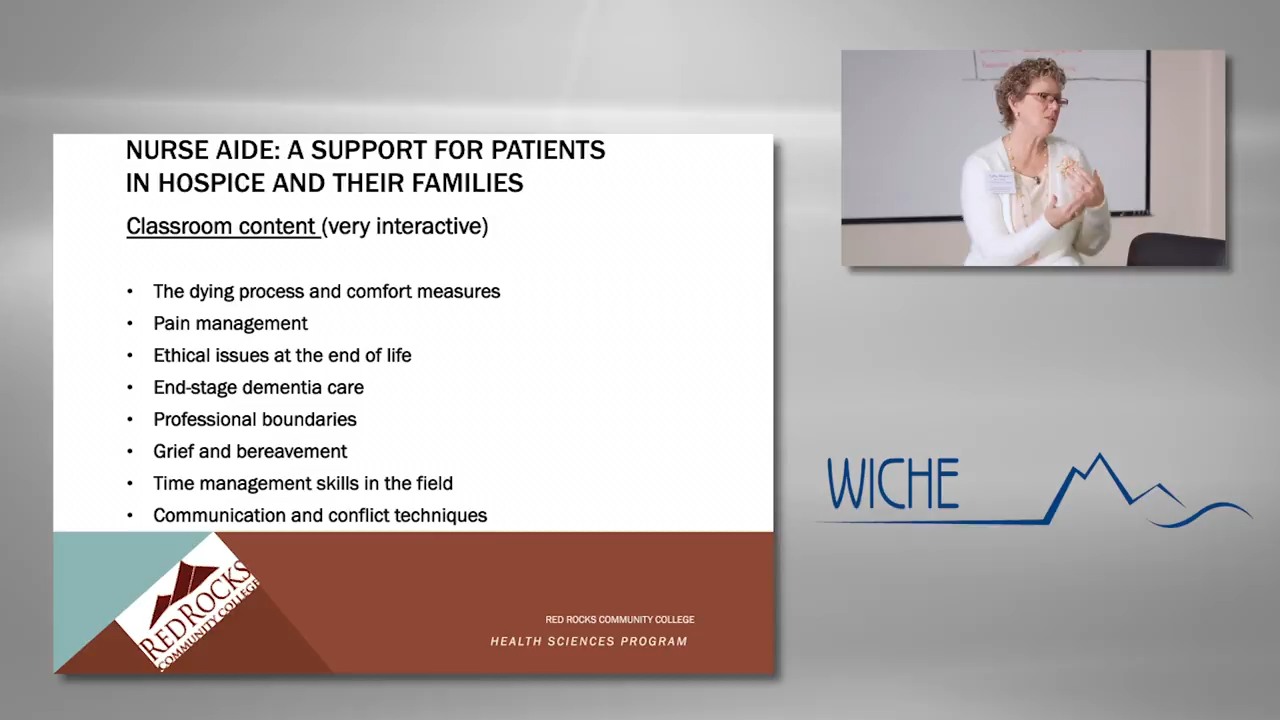 NURSE AIDE: A SUPPORT FOR PATIENTS
IN HOSPICE AND THEIR FAMILIES
Classroom content (very interactive)
• The dying process and comfort measures
• Pain management
• Ethical issues at the end of life
• End-stage dementia care
• Professional boundaries
• Grief and bereavement
• Time management skills in the field
• Communication and conflict techniques
RED ROCKS
COMMUNITY COLLEGE
RED ROCKS COMMUNITY COLLEGE
HEALTH SCIENCES PROGRAM
WICHE